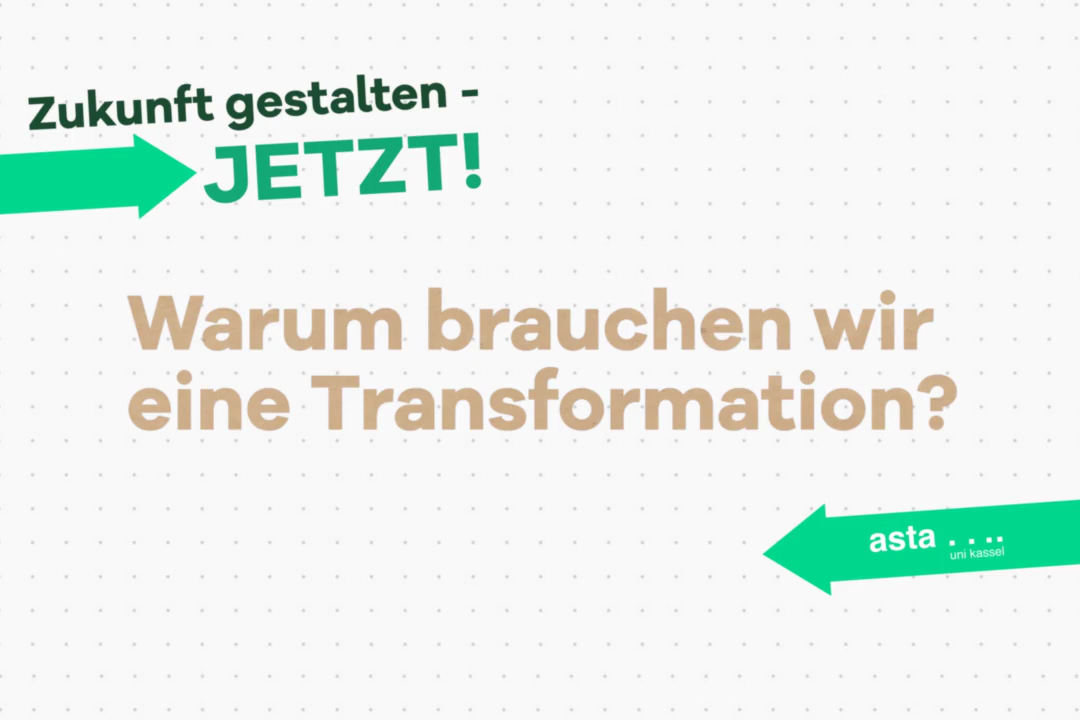 Zukunft gestalten -
JETZT!
Warum brauchen wir
eine Transformation?
asta . . ..
uni kassel